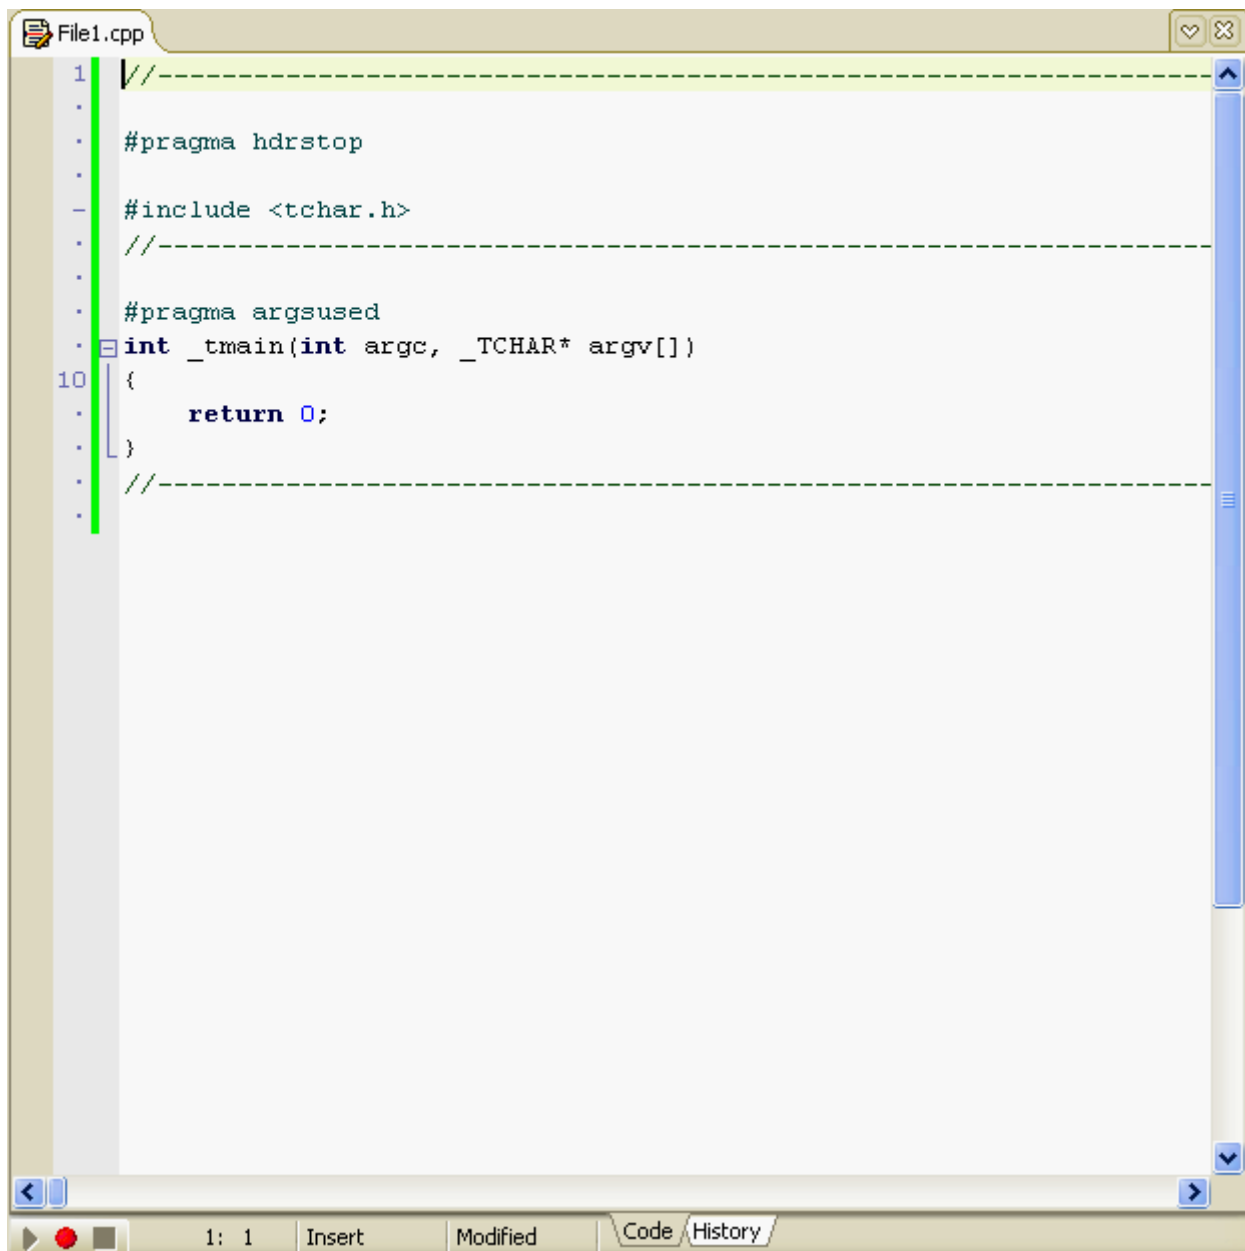 File1.cpp
1 //------------------------------------------------------------------
#pragma hdrstop
#include <tchar.h>
//------------------------------------------------------------------
#pragma argsused
int _tmain(int argc, _TCHAR* argv[])
10 {
return 0;
}
//------------------------------------------------------------------
1: 1 Insert Modified Code History